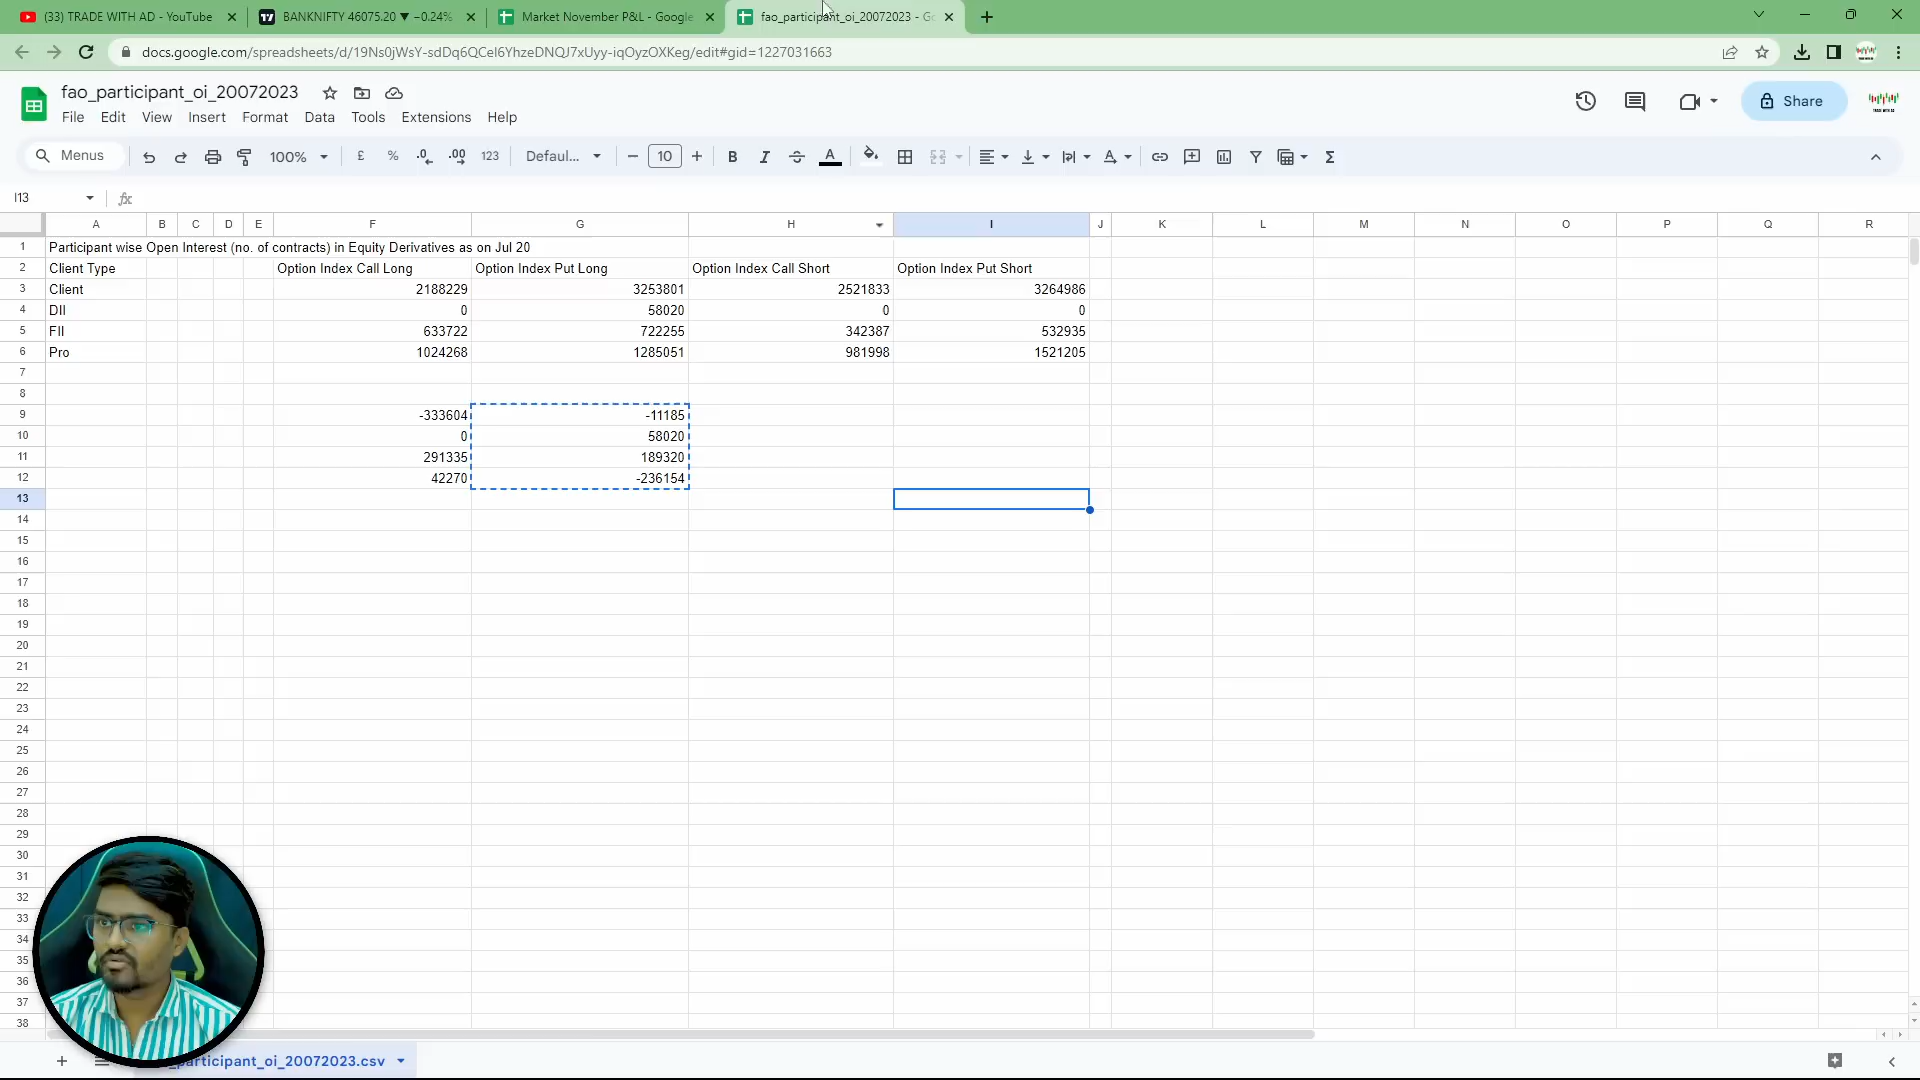 (33) TRADE WITH AD - YouTube
BANKNIFTY 46075.20 ▼ −0.24%
Market November P&L - Google
fao_participant_oi_20072023 - Go
docs.google.com/spreadsheets/d/19Ns0jWsY-sdDq6QCel6YhzeDNQJ7xUyy-iqOyzOXKeg/edit#gid=1227031663
fao_participant_oi_20072023
File Edit View Insert Format Data Tools Extensions Help
Share
Menus 100% £ % .0 .00 123 Defaul... 10 B I A Σ
I13 fx
A B C D E F G H I J K L M N O P Q R
1 Participant wise Open Interest (no. of contracts) in Equity Derivatives as on Jul 20
2 Client Type Option Index Call Long Option Index Put Long Option Index Call Short Option Index Put Short
3 Client 2188229 3253801 2521833 3264986
4 DII 0 58020 0 0
5 FII 633722 722255 342387 532935
6 Pro 1024268 1285051 981998 1521205
7
8
9 -333604 -11185
10 0 58020
11 291335 189320
12 42270 -236154
13
14
15
16
17
18
19
20
21
22
23
24
25
26
27
28
29
30
31
32
33
34
35
36
37
38
participant_oi_20072023.csv